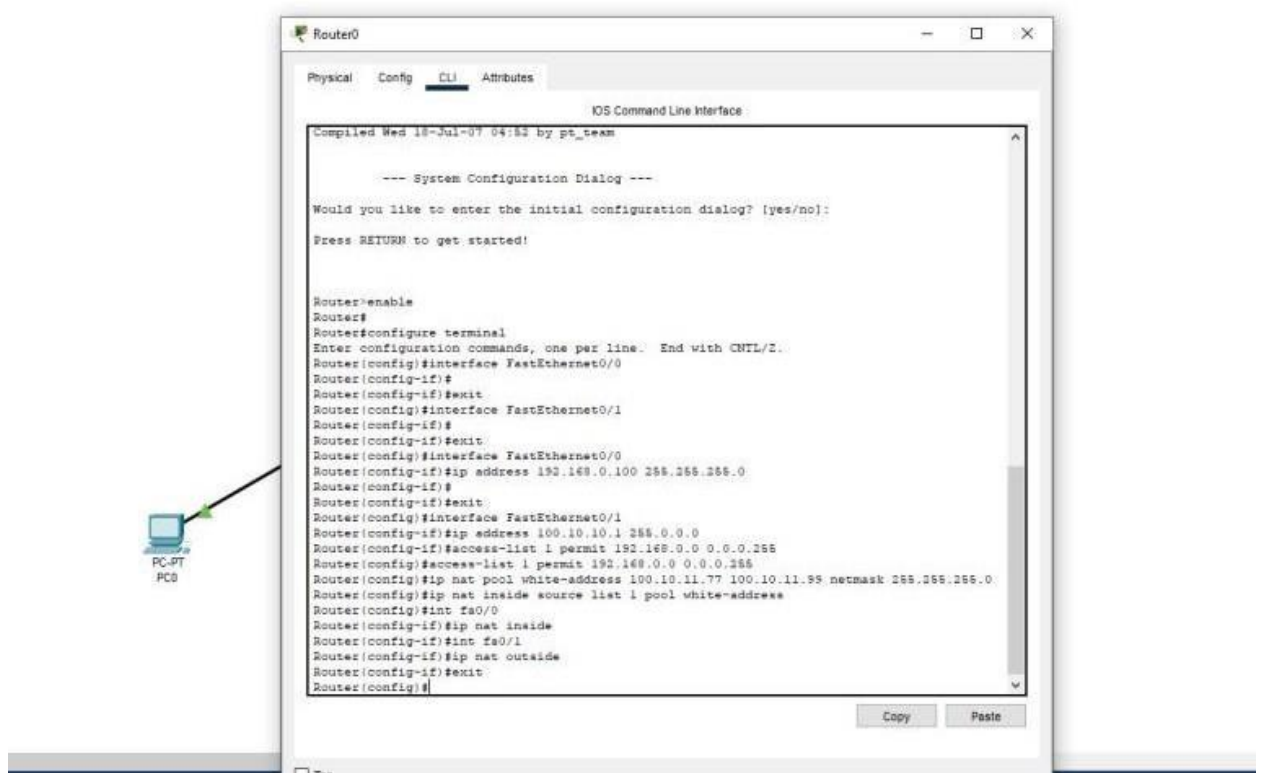 Router0
Physical Config CLI Attributes
IOS Command Line Interface
Compiled Wed 18-Jul-07 04:52 by pt_team
--- System Configuration Dialog ---
Would you like to enter the initial configuration dialog? [yes/no]:
Press RETURN to get started!
Router>enable
Router#
Router#configure terminal
Enter configuration commands, one per line. End with CNTL/Z.
Router(config)#interface FastEthernet0/0
Router(config-if)#
Router(config-if)#exit
Router(config)#interface FastEthernet0/1
Router(config-if)#
Router(config-if)#exit
Router(config)#interface FastEthernet0/0
Router(config-if)#ip address 192.168.0.100 255.255.255.0
Router(config-if)#
Router(config-if)#exit
Router(config)#interface FastEthernet0/1
Router(config-if)#ip address 100.10.10.1 255.0.0.0
Router(config-if)#access-list 1 permit 192.168.0.0 0.0.0.255
Router(config)#access-list 1 permit 192.168.0.0 0.0.0.255
Router(config)#ip nat pool white-address 100.10.11.77 100.10.11.99 netmask 255.255.255.0
Router(config)#ip nat inside source list 1 pool white-address
Router(config)#int fa0/0
Router(config-if)#ip nat inside
Router(config-if)#int fa0/1
Router(config-if)#ip nat outside
Router(config-if)#exit
Router(config)#
PC-PT
PC0
Copy Paste